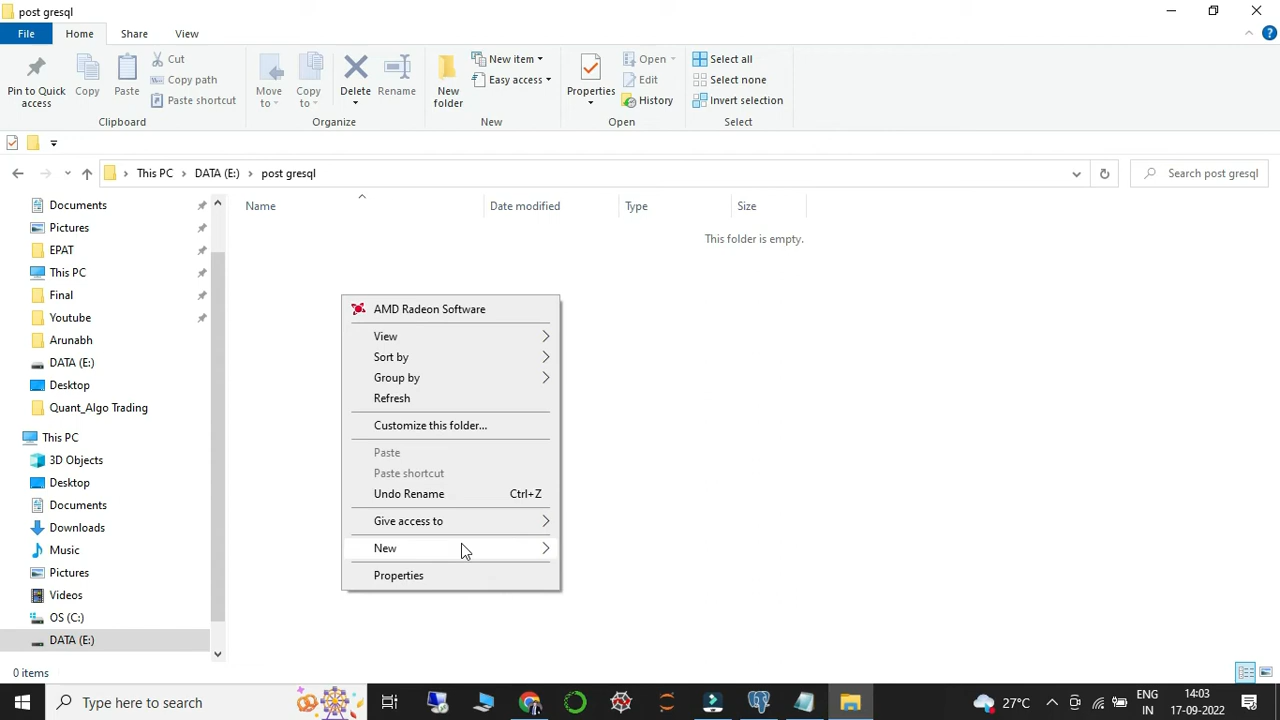 post gresql
File
Home
Share
View
Pin to Quick access
Copy
Paste
Cut
Copy path
Paste shortcut
Clipboard
Move to
Copy to
Delete
Rename
Organize
New folder
New item
Easy access
New
Properties
Open
Edit
History
Open
Select all
Select none
Invert selection
Select
This PC > DATA (E:) > post gresql
Search post gresql
Name
Date modified
Type
Size
This folder is empty.
Documents
Pictures
EPAT
This PC
Final
Youtube
Arunabh
DATA (E:)
Desktop
Quant_Algo Trading
This PC
3D Objects
Desktop
Documents
Downloads
Music
Pictures
Videos
OS (C:)
DATA (E:)
AMD Radeon Software
View
Sort by
Group by
Refresh
Customize this folder...
Paste
Paste shortcut
Undo Rename Ctrl+Z
Give access to
New
Properties
0 items
Type here to search
27°C
ENG
IN
14:03
17-09-2022